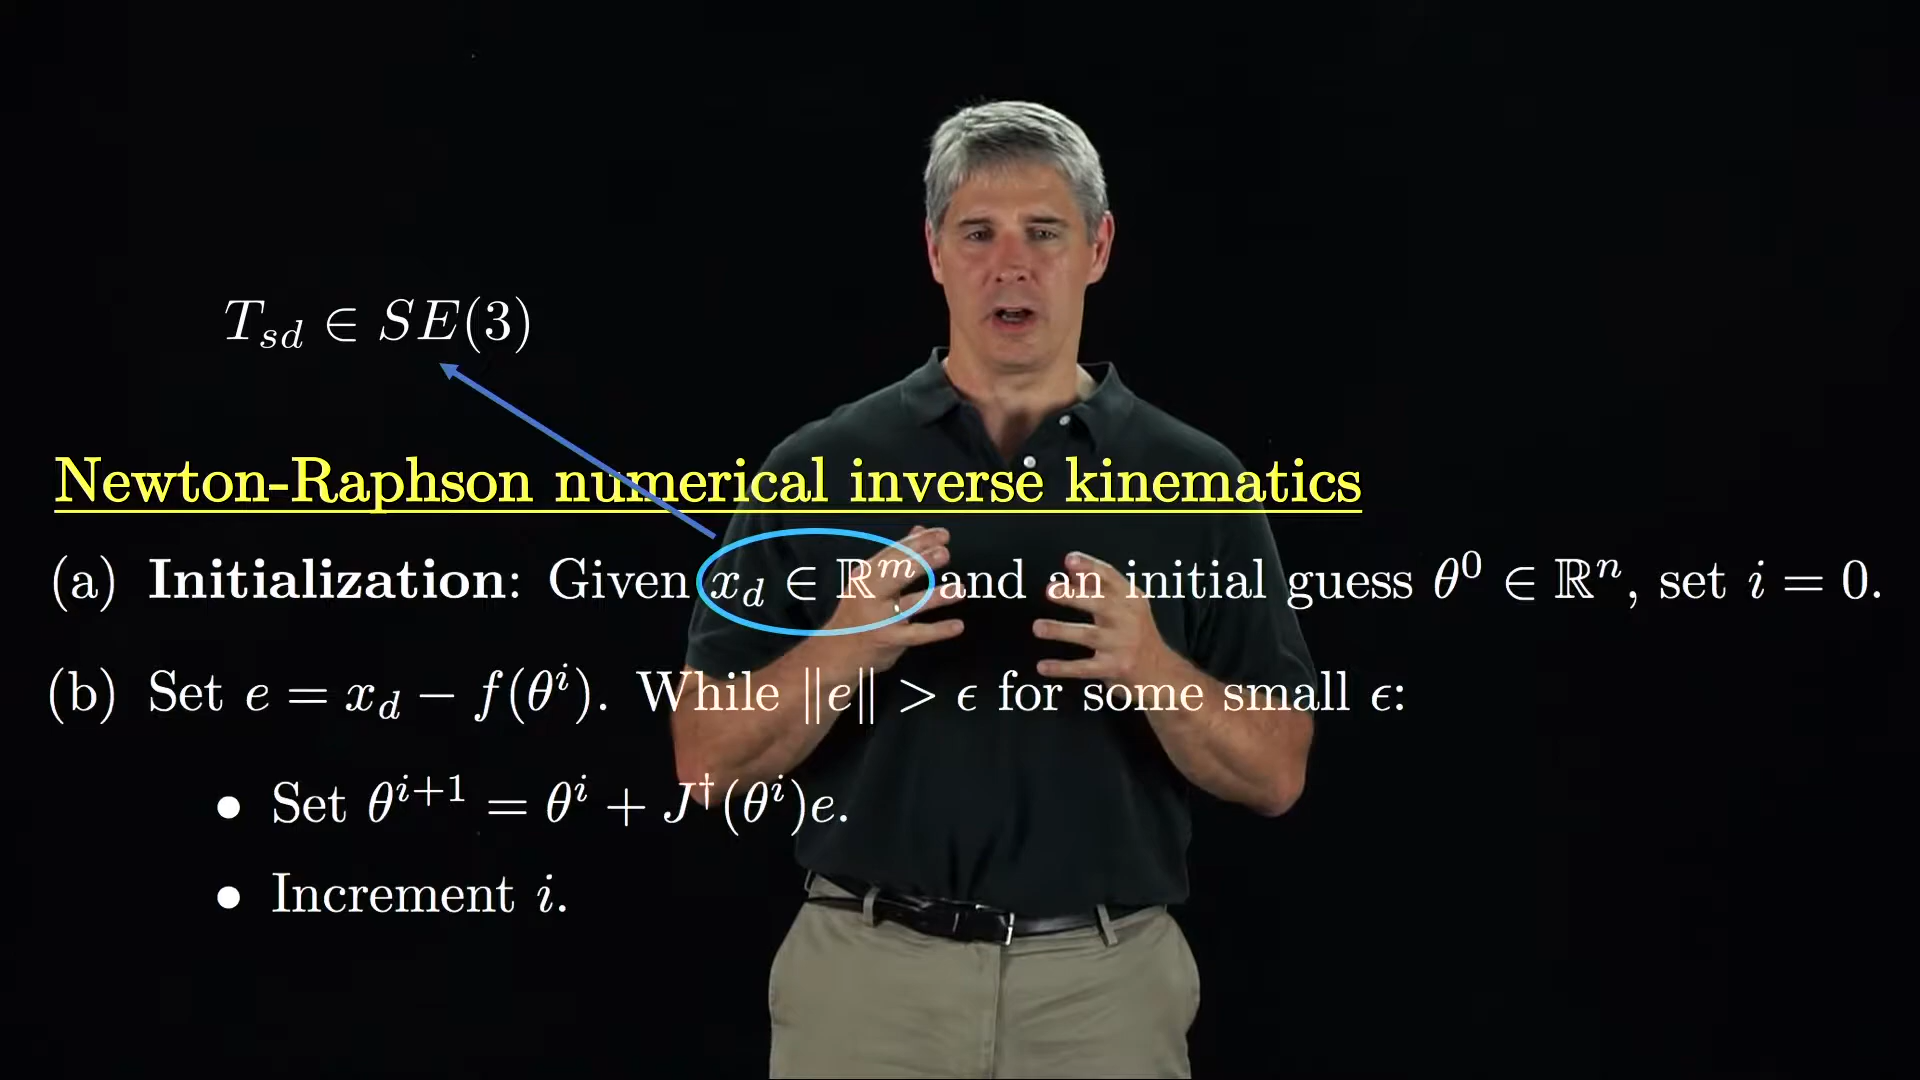 T_{sd} ∈ SE(3)
Newton-Raphson numerical inverse kinematics
(a) Initialization: Given x_d ∈ ℝ^m and an initial guess θ^0 ∈ ℝ^n, set i = 0.
(b) Set e = x_d − f(θ^i). While ‖e‖ > ϵ for some small ϵ:
• Set θ^{i+1} = θ^i + J^†(θ^i)e.
• Increment i.